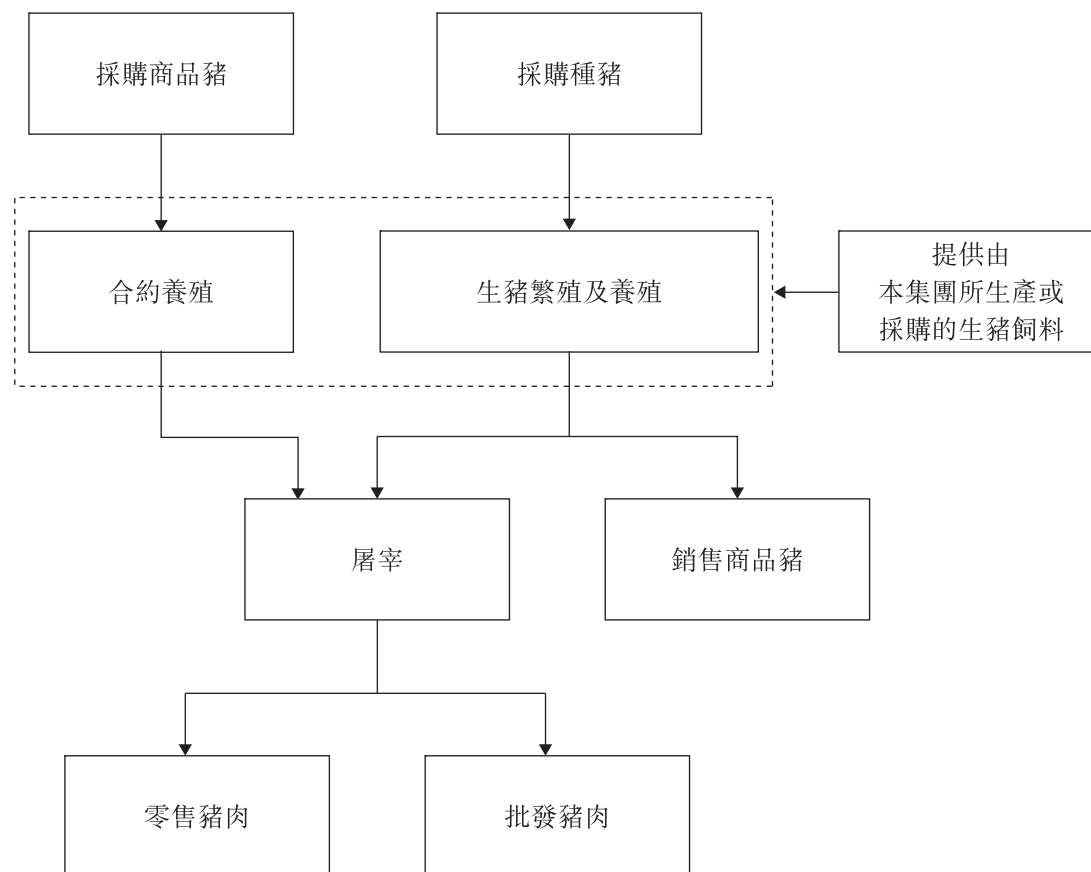 採購商品豬
採購種豬
合約養殖
生豬繁殖及養殖
提供由
本集團所生產或
採購的生豬飼料
屠宰
銷售商品豬
零售豬肉
批發豬肉